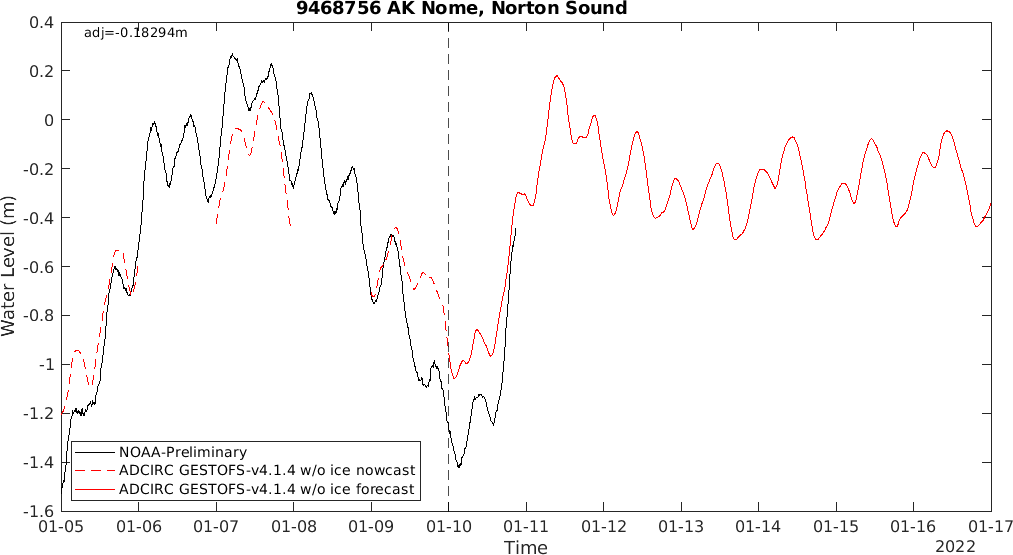 9468756 AK Nome, Norton Sound
adj=-0.18294m
0.4
0.2
0
-0.2
-0.4
-0.6
-0.8
-1
-1.2
-1.4
-1.6
Water Level (m)
NOAA-Preliminary
ADCIRC GESTOFS-v4.1.4 w/o ice nowcast
ADCIRC GESTOFS-v4.1.4 w/o ice forecast
01-05 01-06 01-07 01-08 01-09 01-10 01-11 01-12 01-13 01-14 01-15 01-16 01-17
Time
2022